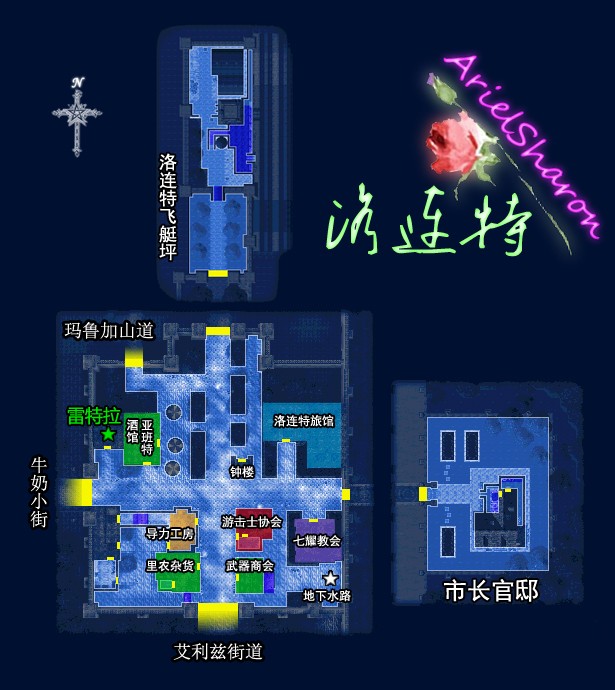 N
ArielSharon
洛连特
洛连特飞艇坪
玛鲁加山道
雷特拉
酒馆
亚班特
洛连特旅馆
钟楼
牛奶小街
导力工房
游击士协会
七耀教会
里农杂货
武器商会
地下水路
市长官邸
艾利兹街道